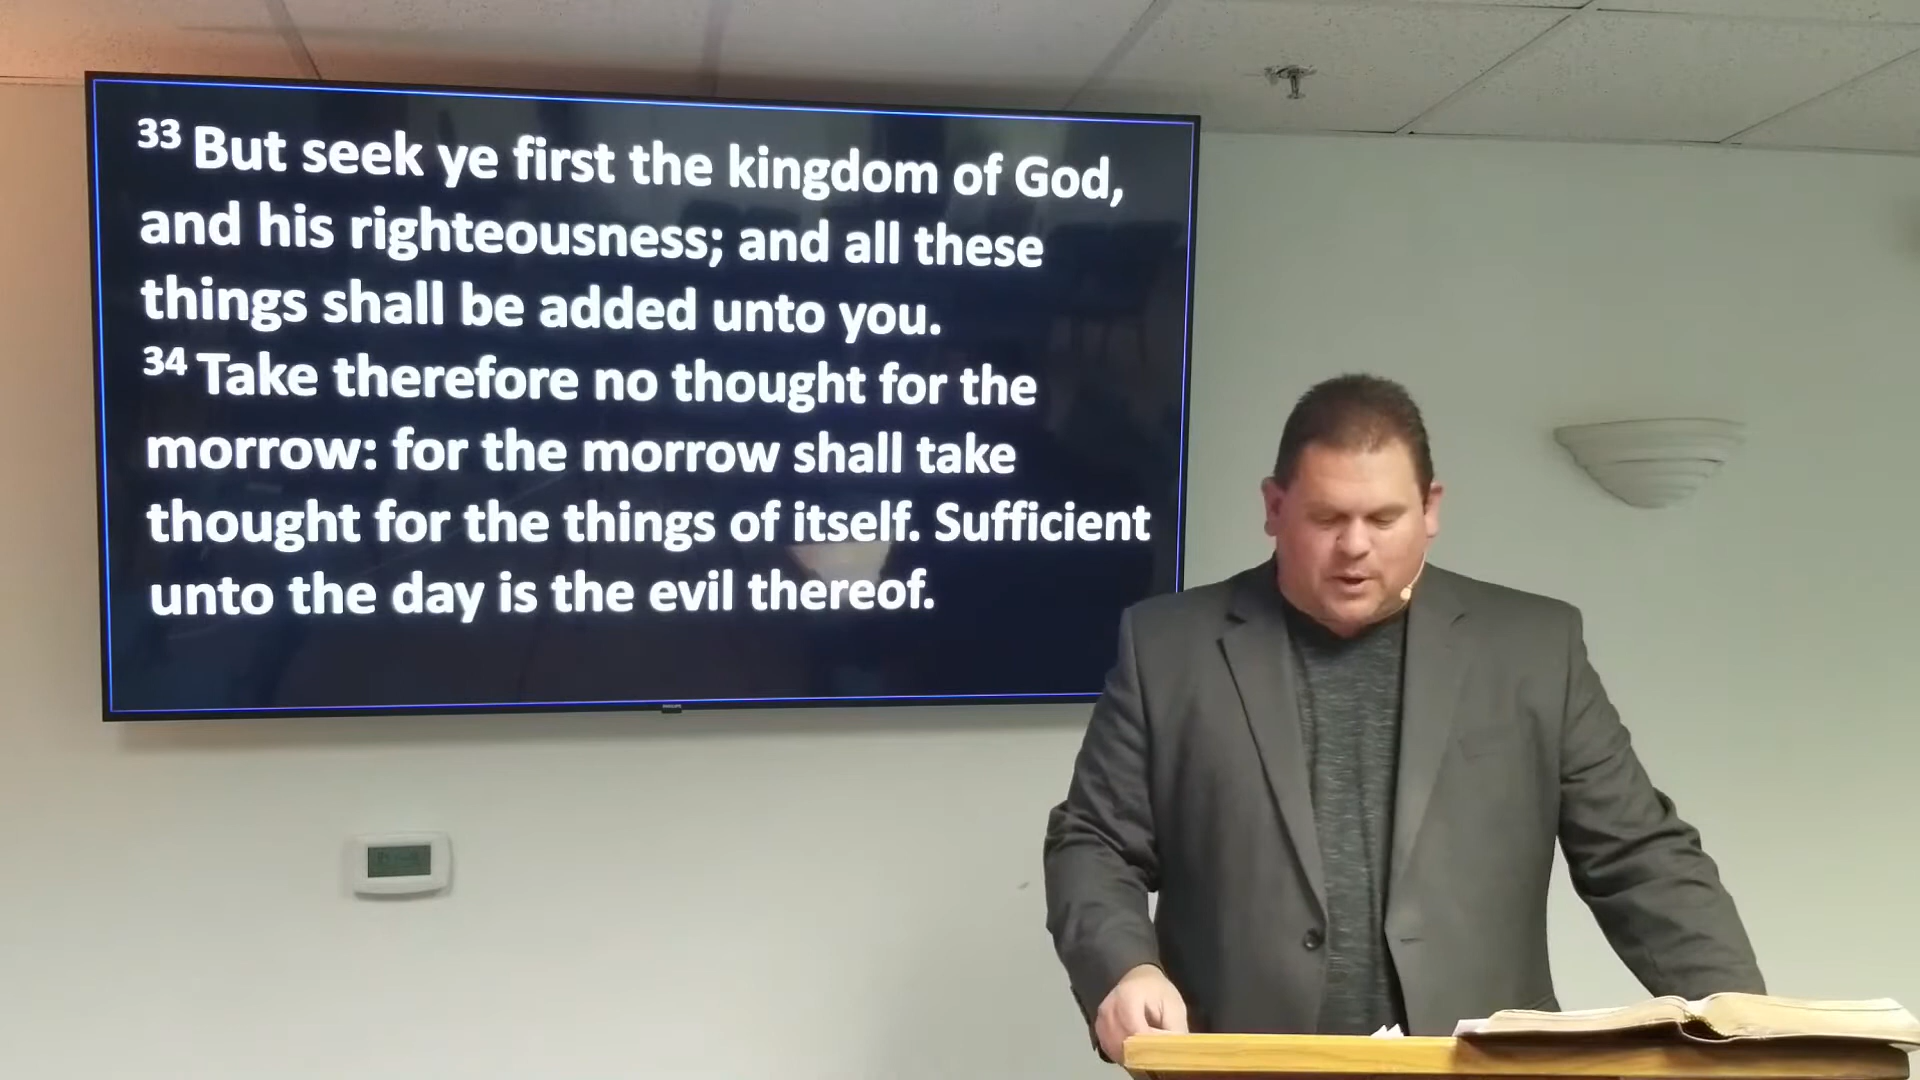 33 But seek ye first the kingdom of God,
and his righteousness; and all these
things shall be added unto you.
34 Take therefore no thought for the
morrow: for the morrow shall take
thought for the things of itself. Sufficient
unto the day is the evil thereof.
PHILIPS